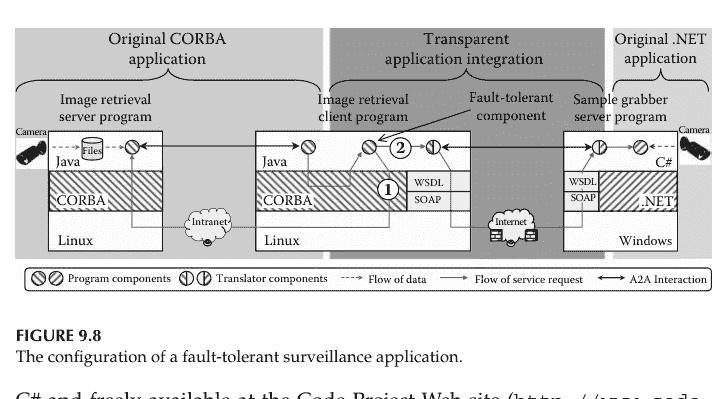 Original CORBA
application
Transparent
application integration
Original .NET
application
Image retrieval
server program
Image retrieval
client program
Fault-tolerant
component
Sample grabber
server program
Camera
Files
Java
CORBA
Linux
Intranet
Java
2
1
CORBA
WSDL
SOAP
Linux
Internet
WSDL
SOAP
C#
.NET
Windows
Camera
Program components
Translator components
Flow of data
Flow of service request
A2A Interaction
FIGURE 9.8
The configuration of a fault-tolerant surveillance application.
C# and freely available at the Code Project Web site (http://www.code